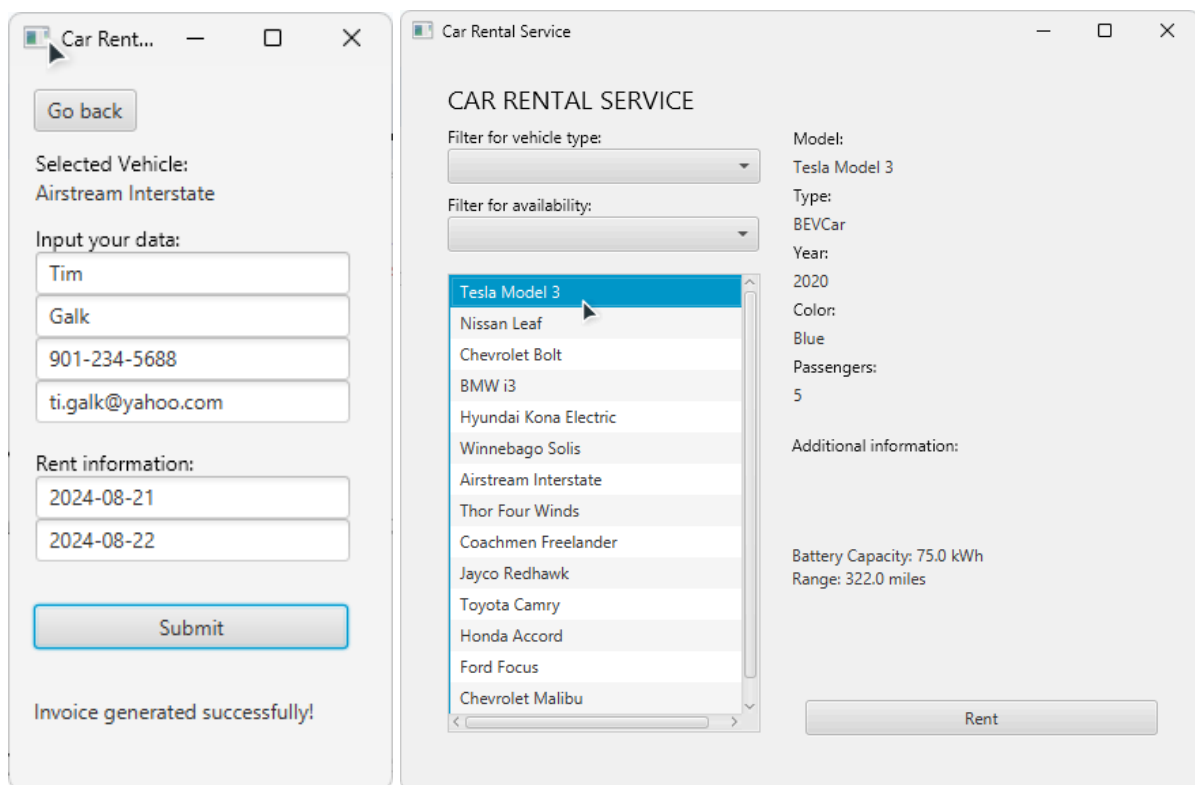 Car Rent...
Go back
Selected Vehicle:
Airstream Interstate
Input your data:
Tim
Galk
901-234-5688
ti.galk@yahoo.com
Rent information:
2024-08-21
2024-08-22
Submit
Invoice generated successfully!
Car Rental Service
CAR RENTAL SERVICE
Filter for vehicle type:
Filter for availability:
Tesla Model 3
Nissan Leaf
Chevrolet Bolt
BMW i3
Hyundai Kona Electric
Winnebago Solis
Airstream Interstate
Thor Four Winds
Coachmen Freelander
Jayco Redhawk
Toyota Camry
Honda Accord
Ford Focus
Chevrolet Malibu
Model:
Tesla Model 3
Type:
BEVCar
Year:
2020
Color:
Blue
Passengers:
5
Additional information:
Battery Capacity: 75.0 kWh
Range: 322.0 miles
Rent